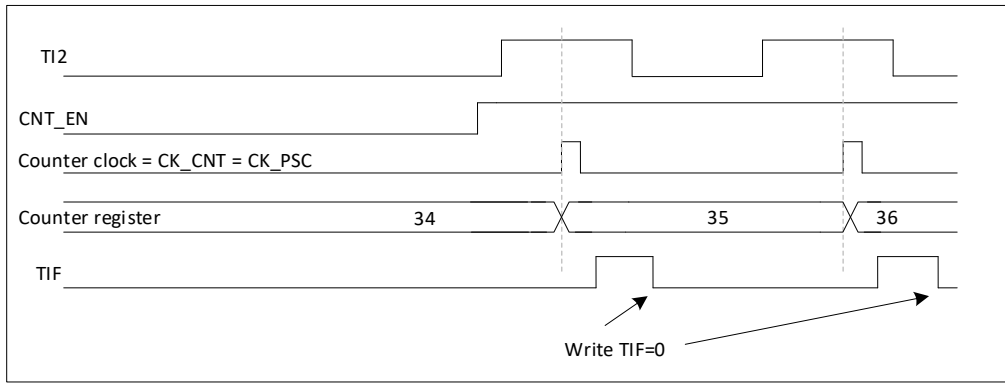 TI2
CNT_EN
Counter clock = CK_CNT = CK_PSC
Counter register 34 35 36
TIF
Write TIF=0